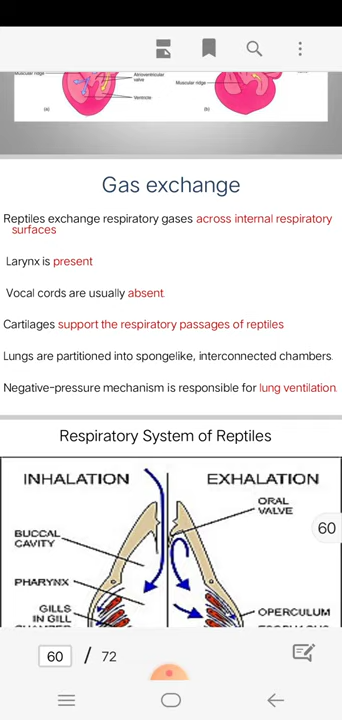 Muscular ridge
Atrioventricular
valve
Ventricle
Muscular ridge
(a)
(b)
Gas exchange
Reptiles exchange respiratory gases across internal respiratory
surfaces
Larynx is present
Vocal cords are usually absent.
Cartilages support the respiratory passages of reptiles
Lungs are partitioned into spongelike, interconnected chambers.
Negative-pressure mechanism is responsible for lung ventilation.
Respiratory System of Reptiles
INHALATION
EXHALATION
ORAL
VALVE
BUCCAL
CAVITY
60
PHARYNX
GILLS
IN GILL
OPERCULUM
60 / 72